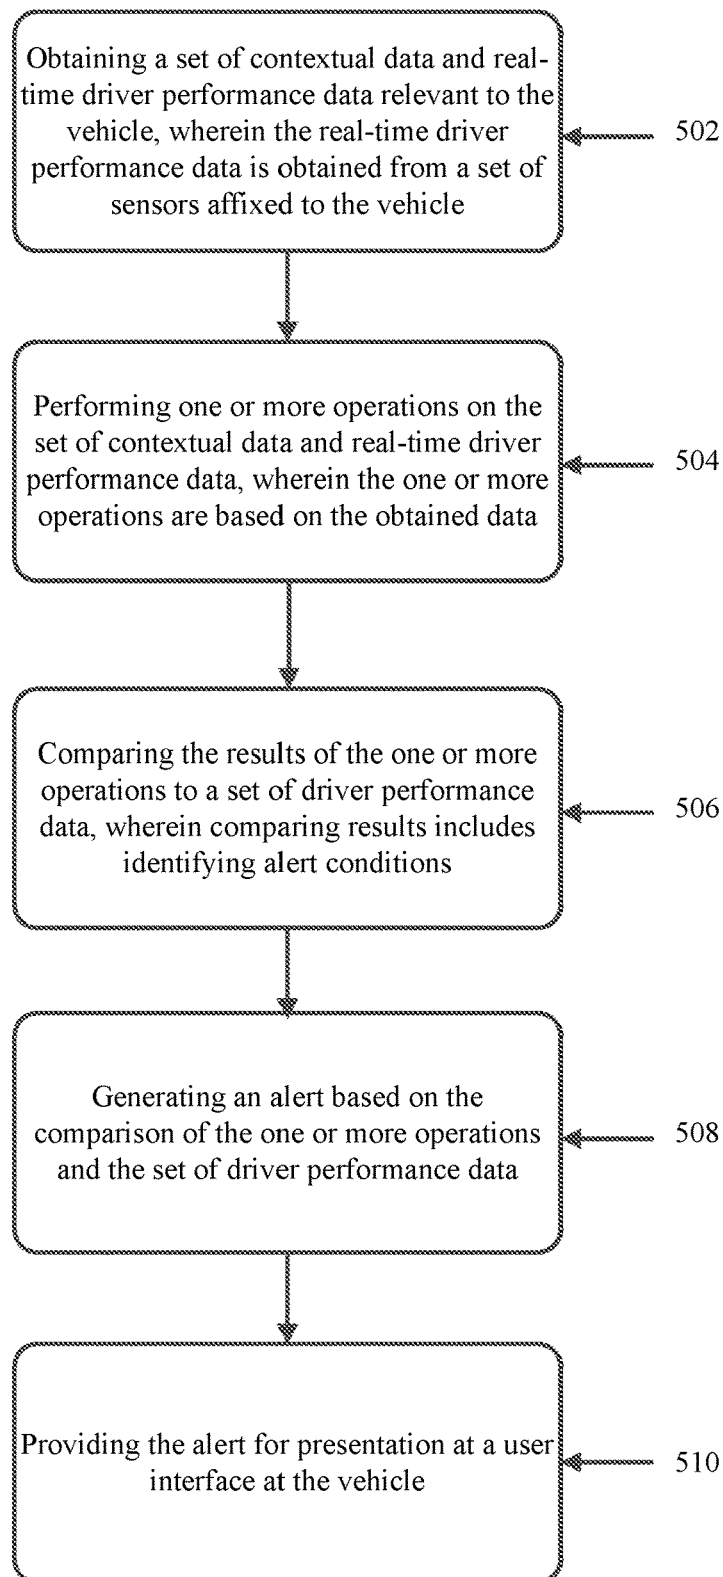 Obtaining a set of contextual data and real-
time driver performance data relevant to the
vehicle, wherein the real-time driver
performance data is obtained from a set of
sensors affixed to the vehicle
502
Performing one or more operations on the
set of contextual data and real-time driver
performance data, wherein the one or more
operations are based on the obtained data
504
Comparing the results of the one or more
operations to a set of driver performance
data, wherein comparing results includes
identifying alert conditions
506
Generating an alert based on the
comparison of the one or more operations
and the set of driver performance data
508
Providing the alert for presentation at a user
interface at the vehicle
510